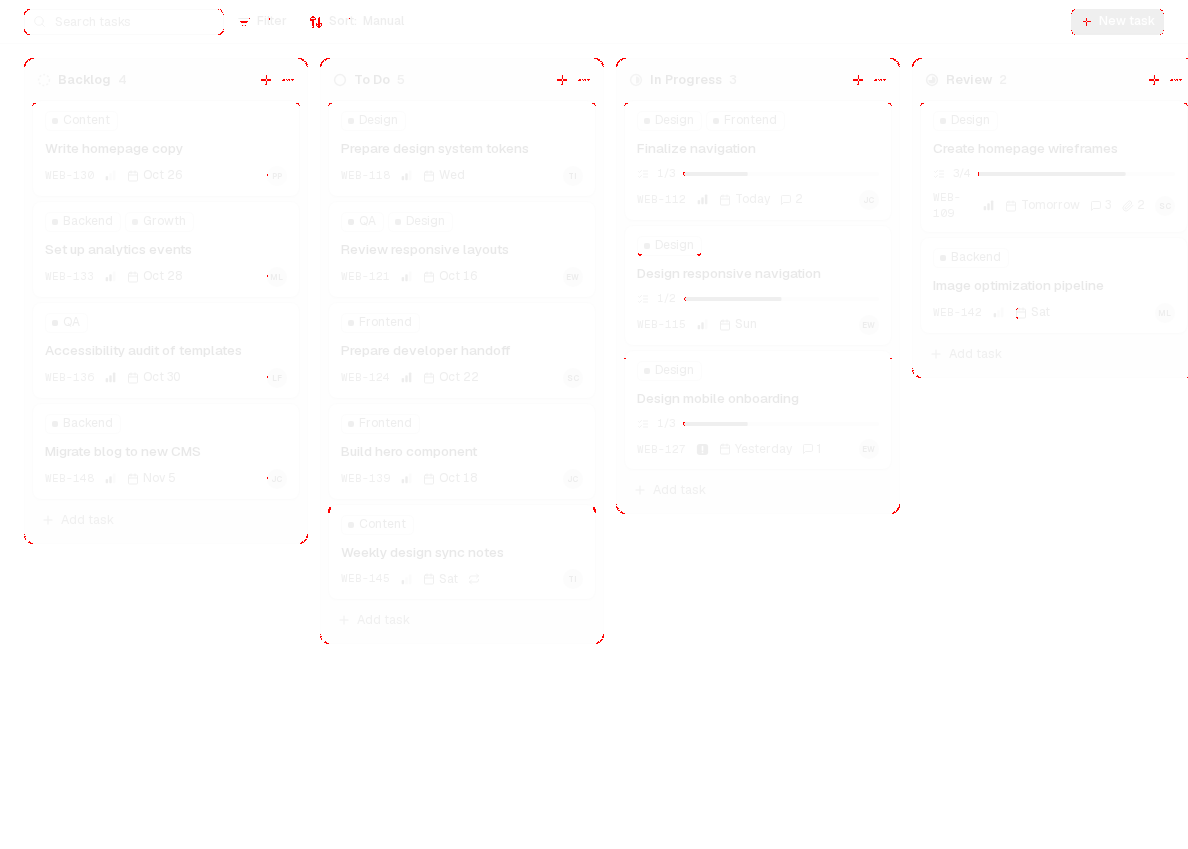 Search tasks Filter Sort: Manual New task
Backlog 4
Content
Write homepage copy
WEB-130 Oct 26 PP
Backend Growth
Set up analytics events
WEB-133 Oct 28 ML
QA
Accessibility audit of templates
WEB-136 Oct 30 LF
Backend
Migrate blog to new CMS
WEB-148 Nov 5 JC
Add task
To Do 5
Design
Prepare design system tokens
WEB-118 Wed TI
QA Design
Review responsive layouts
WEB-121 Oct 16 EW
Frontend
Prepare developer handoff
WEB-124 Oct 22 SC
Frontend
Build hero component
WEB-139 Oct 18 JC
Content
Weekly design sync notes
WEB-145 Sat TI
Add task
In Progress 3
Design Frontend
Finalize navigation
1/3
WEB-112 Today 2 JC
Design
Design responsive navigation
1/2
WEB-115 Sun EW
Design
Design mobile onboarding
1/3
WEB-127 Yesterday 1 EW
Add task
Review 2
Design
Create homepage wireframes
3/4
WEB-109 Tomorrow 3 2 SC
Backend
Image optimization pipeline
WEB-142 Sat ML
Add task